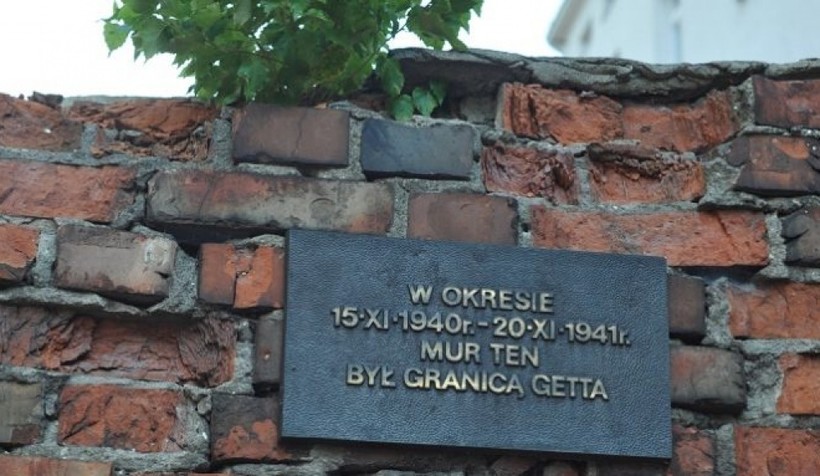 W OKRESIE
15·XI·1940r.-20·XI·1941r.
MUR TEN
BYŁ GRANICĄ GETTA